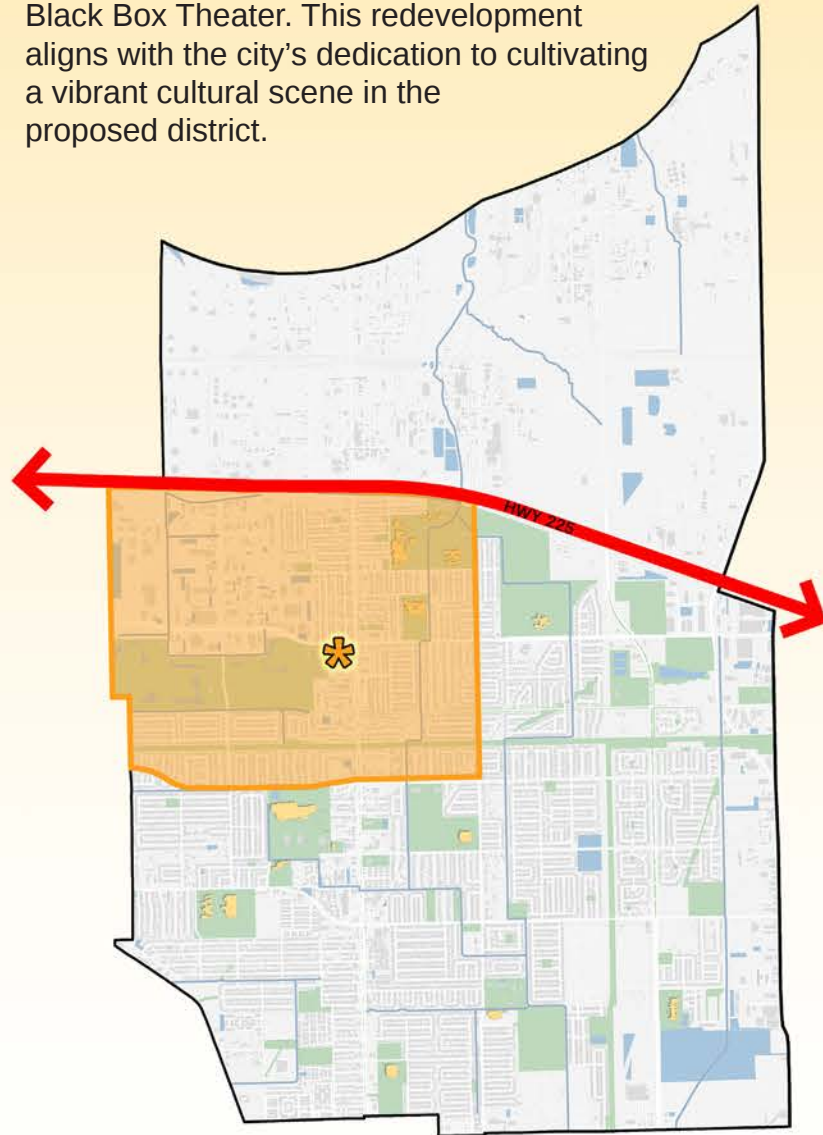 Black Box Theater. This redevelopment
aligns with the city’s dedication to cultivating
a vibrant cultural scene in the
proposed district.
HWY 225